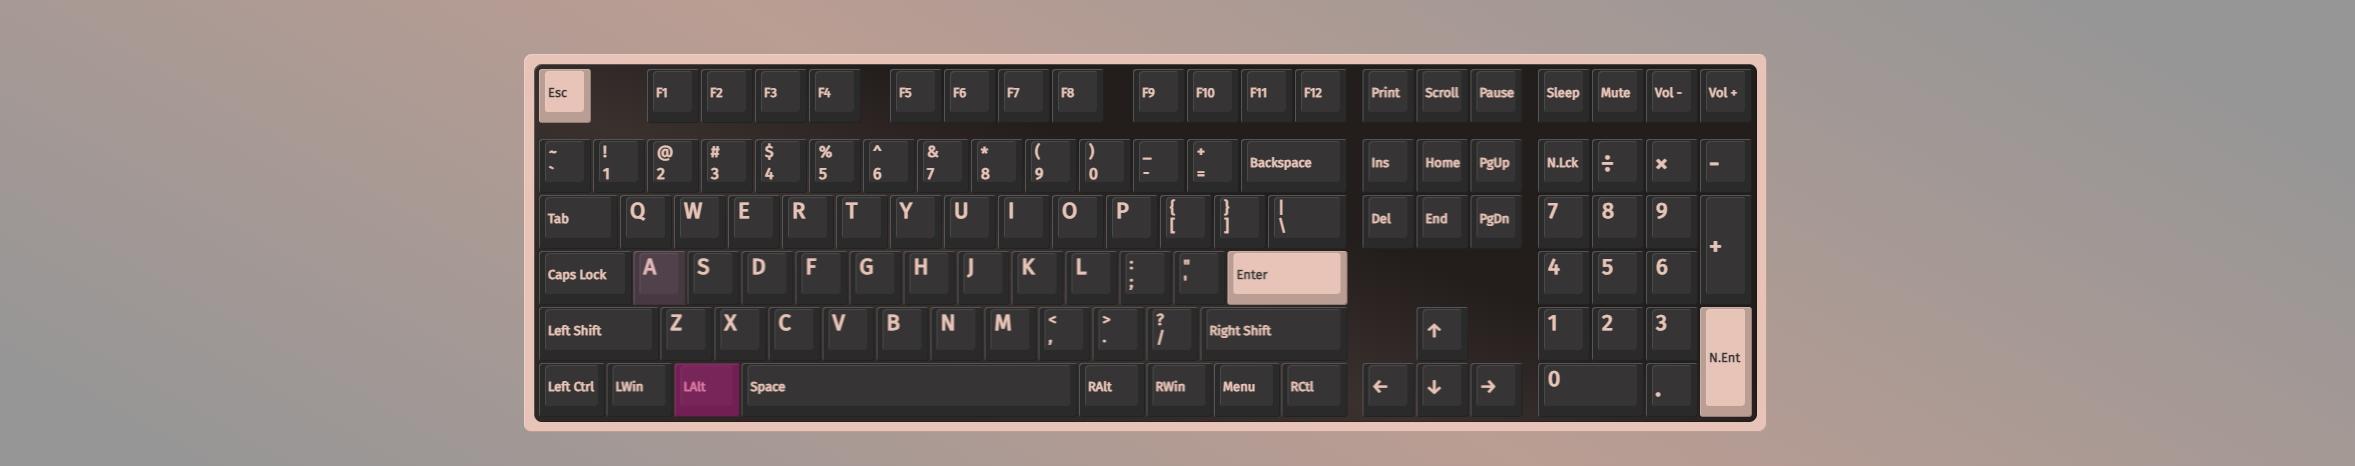 Esc F1 F2 F3 F4 F5 F6 F7 F8 F9 F10 F11 F12 Print Scroll Pause Sleep Mute Vol - Vol +
~ ! @ # $ % ^ & * ( ) _ +
` 1 2 3 4 5 6 7 8 9 0 - = Backspace Ins Home PgUp N.Lck ÷ × −
Tab Q W E R T Y U I O P { } | Del End PgDn 7 8 9
[ ] \
+
Caps Lock A S D F G H J K L : " Enter 4 5 6
; '
Left Shift Z X C V B N M < > ? Right Shift ↑ 1 2 3
, . /
N.Ent
Left Ctrl LWin LAlt Space RAlt RWin Menu RCtl ← ↓ → 0 .